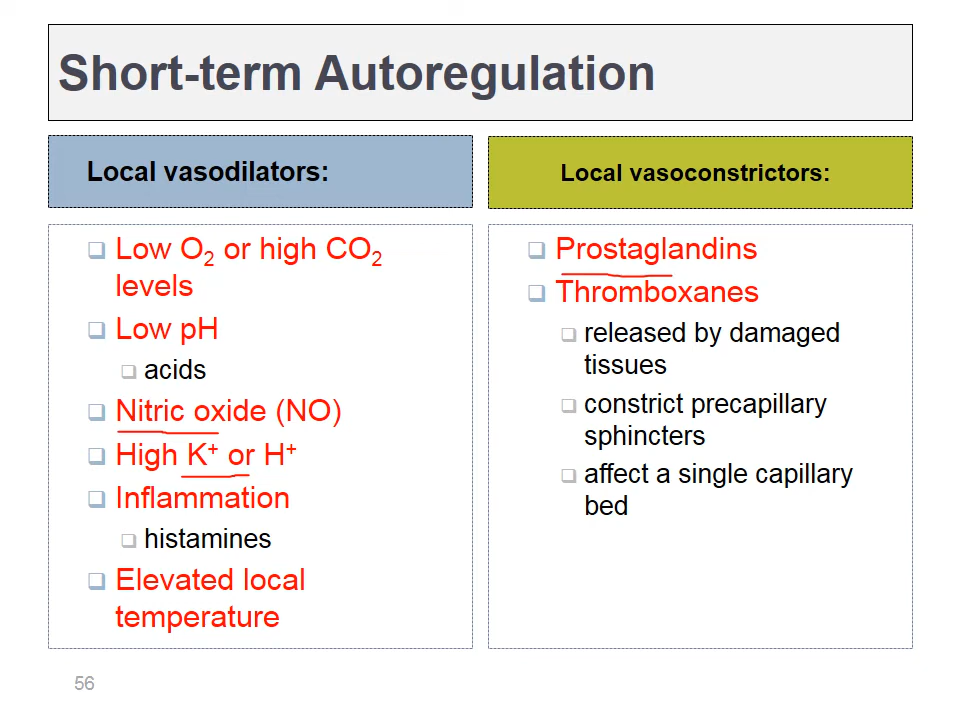 Short-term Autoregulation
Local vasodilators:
Low O₂ or high CO₂
levels
Low pH
acids
Nitric oxide (NO)
High K⁺ or H⁺
Inflammation
histamines
Elevated local
temperature
Local vasoconstrictors:
Prostaglandins
Thromboxanes
released by damaged
tissues
constrict precapillary
sphincters
affect a single capillary
bed
56